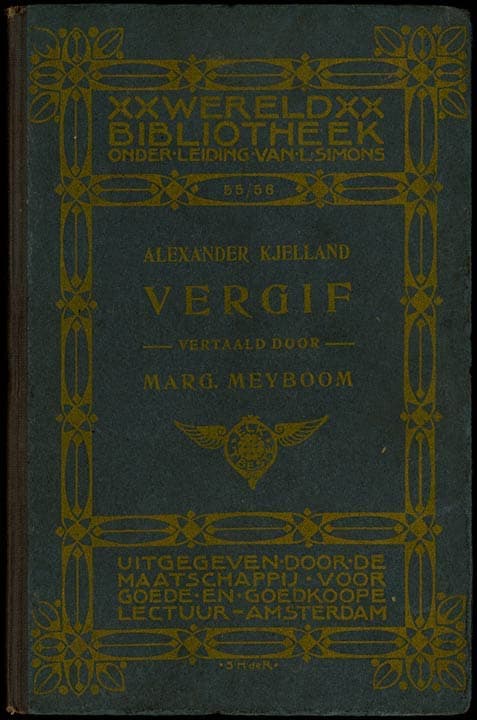 XXWERELDXX
BIBLIOTHEEK
ONDER·LEIDING·VAN·L·SIMONS
55/56
ALEXANDER KJELLAND
VERGIF
— VERTAALD DOOR —
MARG. MEYBOOM
UITGEGEVEN·DOOR·DE
MAATSCHAPPIJ·VOOR
GOEDE·EN·GOEDKOOPE
LECTUUR–AMSTERDAM
·SHdeR·